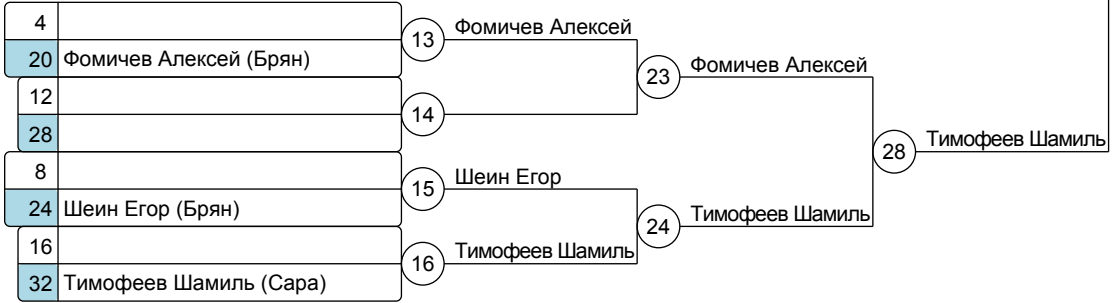 4
20 Фомичев Алексей (Брян)
12
28
8
24 Шеин Егор (Брян)
16
32 Тимофеев Шамиль (Сара)
13
14
15
16
Фомичев Алексей
Шеин Егор
Тимофеев Шамиль
23
24
Фомичев Алексей
Тимофеев Шамиль
28
Тимофеев Шамиль